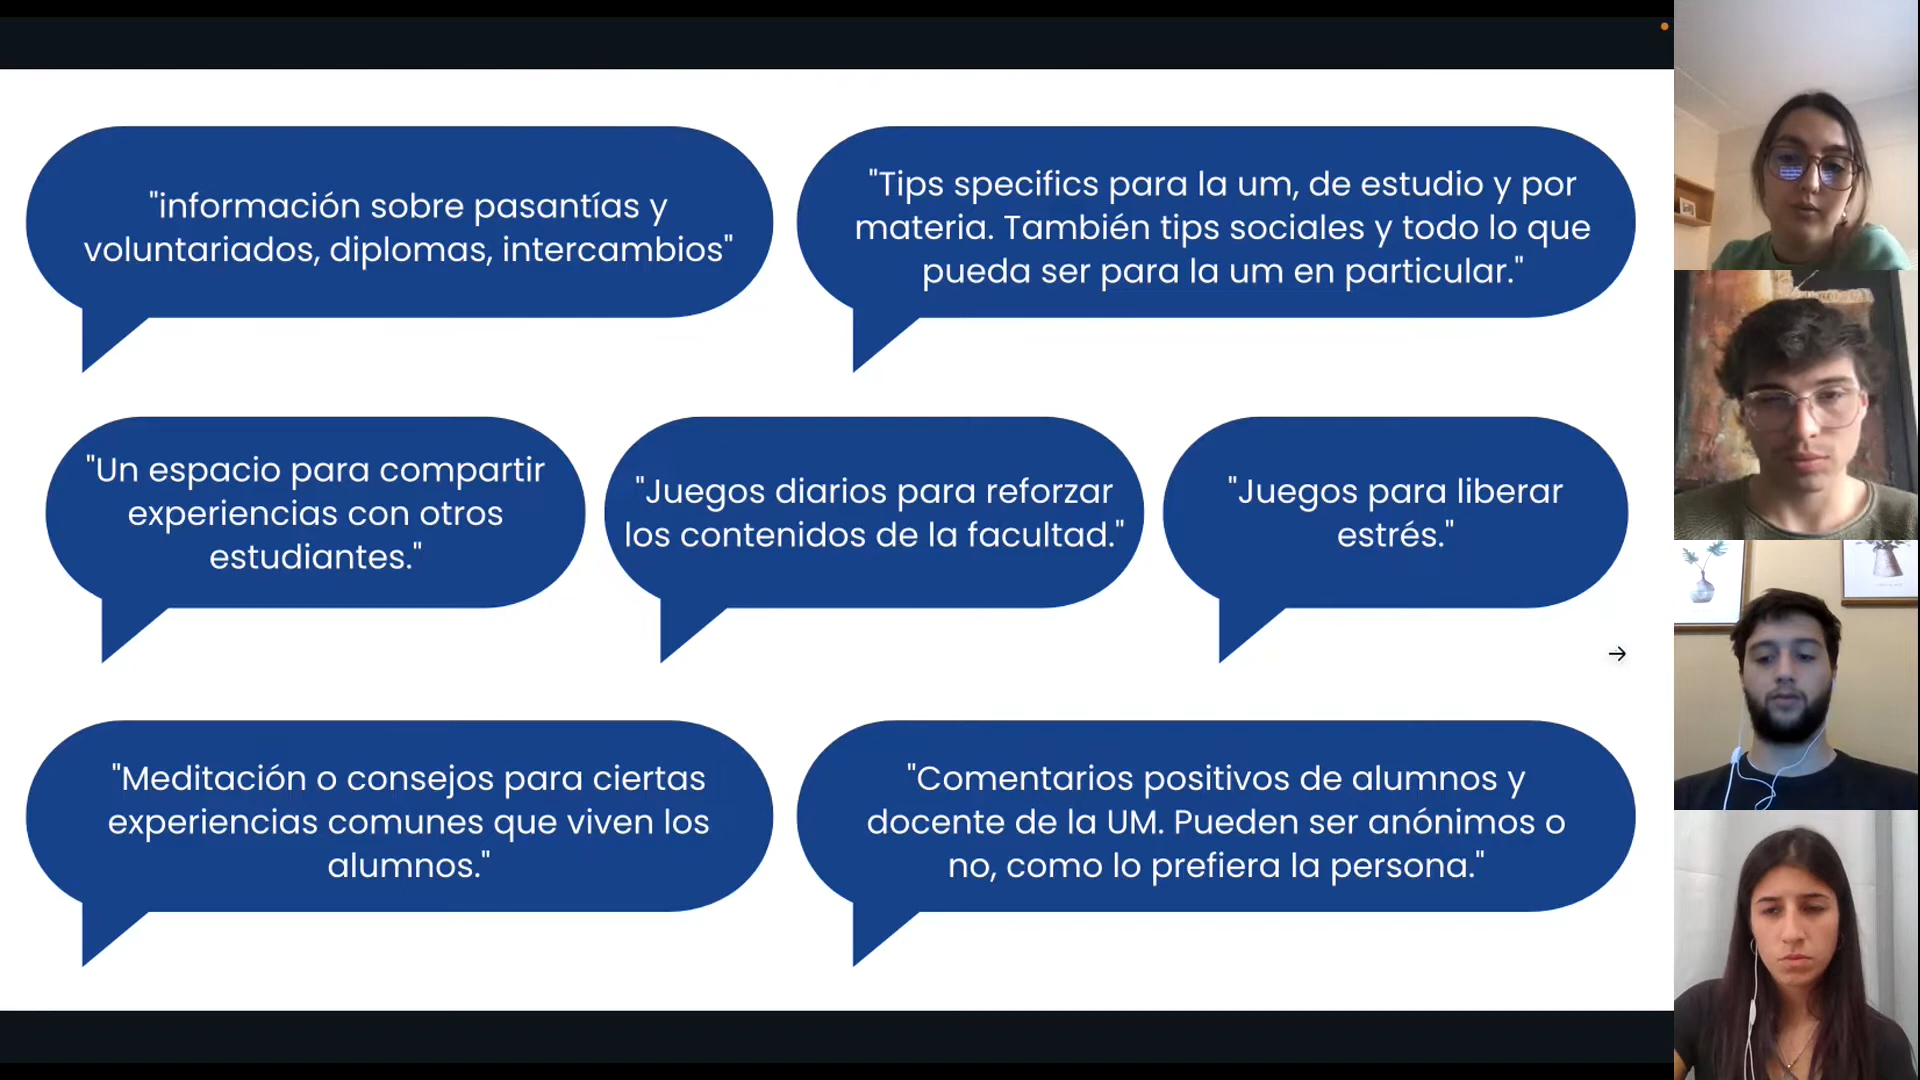 "información sobre pasantías y
voluntariados, diplomas, intercambios"
"Tips specifics para la um, de estudio y por
materia. También tips sociales y todo lo que
pueda ser para la um en particular."
"Un espacio para compartir
experiencias con otros
estudiantes."
"Juegos diarios para reforzar
los contenidos de la facultad."
"Juegos para liberar
estrés."
"Meditación o consejos para ciertas
experiencias comunes que viven los
alumnos."
"Comentarios positivos de alumnos y
docente de la UM. Pueden ser anónimos o
no, como lo prefiera la persona."